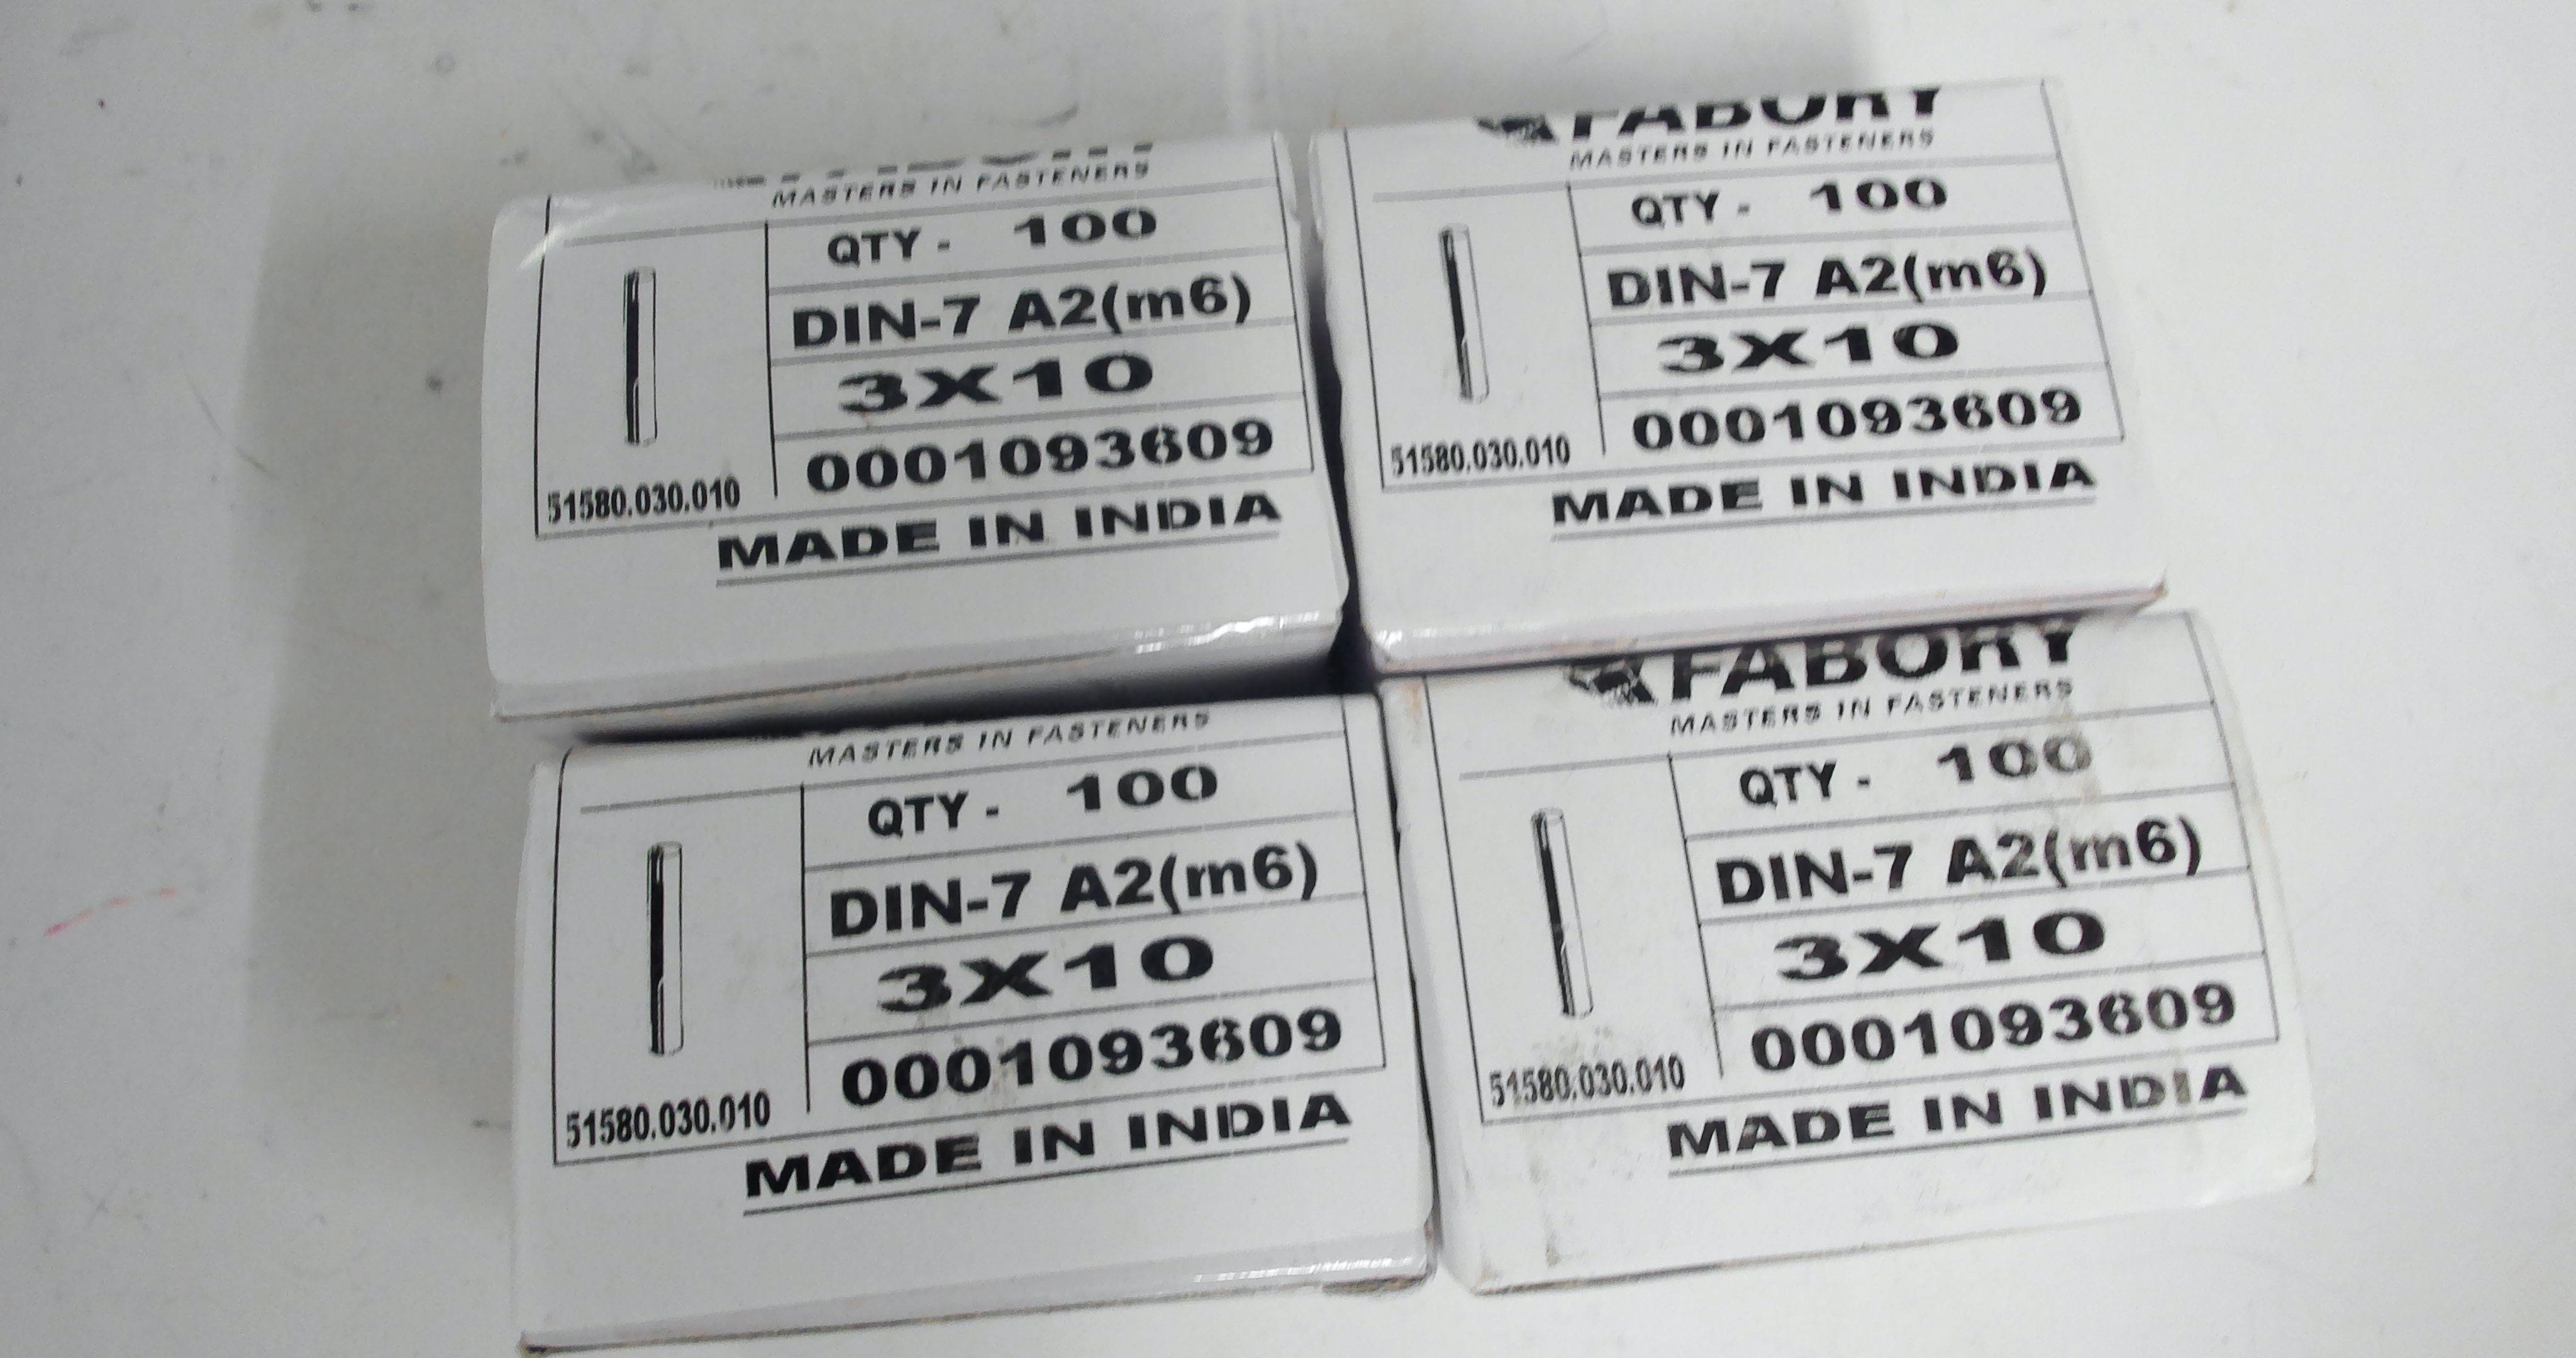 MASTERS IN FASTENERS
QTY - 100
DIN-7 A2(m6)
3X10
0001093609
51580.030.010
MADE IN INDIA
FABORY
MASTERS IN FASTENERS
QTY - 100
DIN-7 A2(m6)
3X10
0001093609
51580.030.010
MADE IN INDIA
MASTERS IN FASTENERS
QTY - 100
DIN-7 A2(m6)
3X10
0001093609
51580.030.010
MADE IN INDIA
FABORY
MASTERS IN FASTENERS
QTY - 100
DIN-7 A2(m6)
3X10
0001093609
51580.030.010
MADE IN INDIA